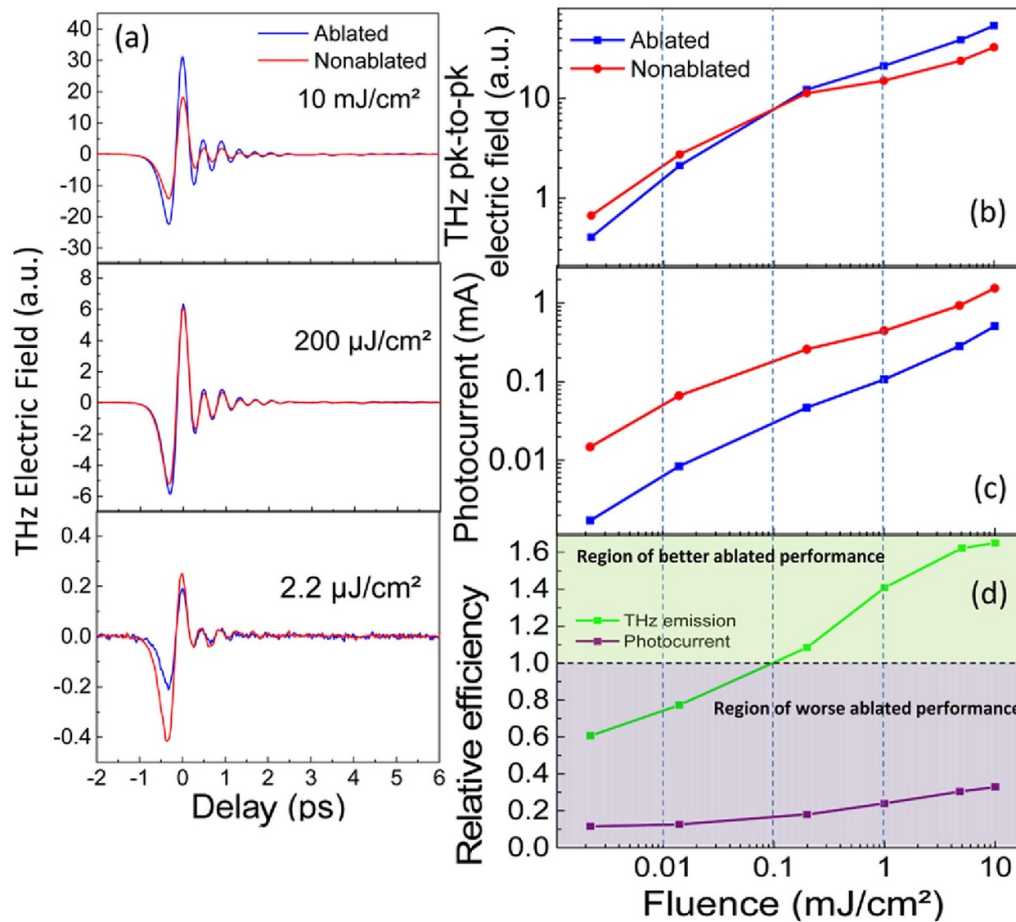 (a)
Ablated
Nonablated
10 mJ/cm²
40
30
20
10
0
-10
-20
-30
THz Electric Field (a.u.)
6
4
2
0
-2
-4
-6
200 µJ/cm²
0.4
0.2
0.0
-0.2
-0.4
2.2 µJ/cm²
-2
-1
0
1
2
3
4
5
6
Delay (ps)
THz pk-to-pk
electric field (a.u.)
Ablated
Nonablated
10
1
(b)
Photocurrent (mA)
1
0.1
0.01
(c)
Relative efficiency
1.6
1.4
1.2
1.0
0.8
0.6
0.4
0.2
0.0
Region of better ablated performance
(d)
THz emission
Photocurrent
Region of worse ablated performance
0.01
0.1
1
10
Fluence (mJ/cm²)